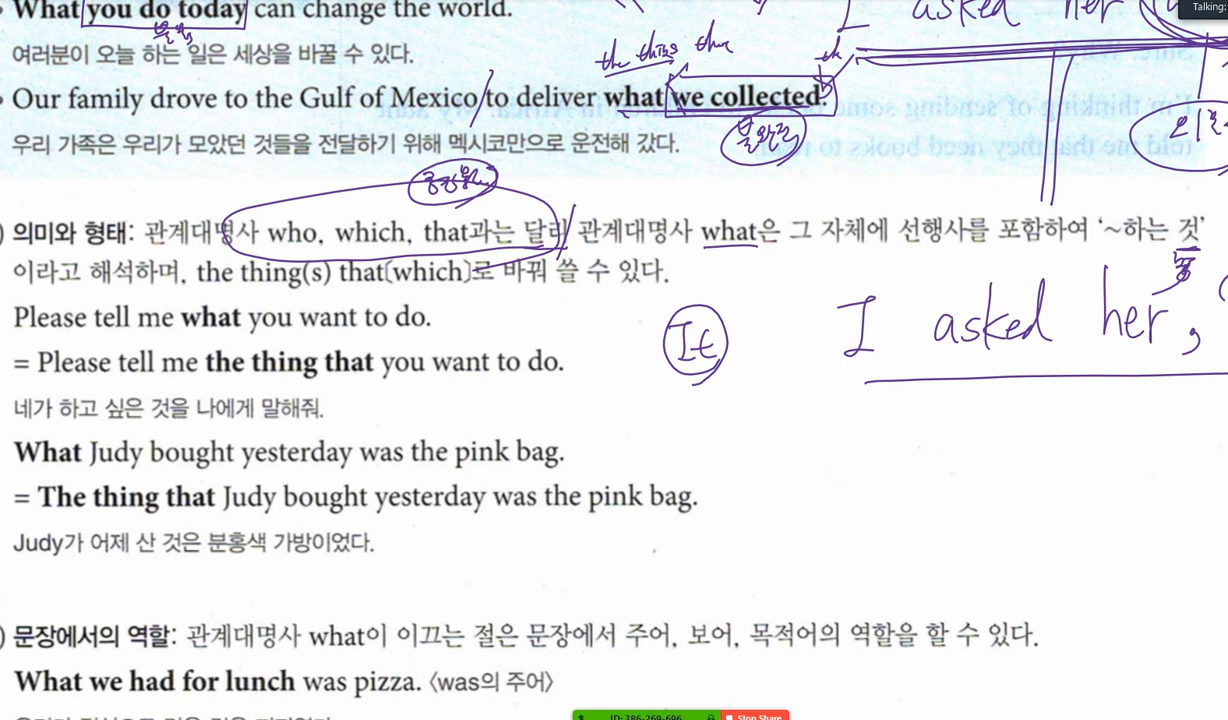 I asked her
Talking:
What you do today can change the world.
여러분이 오늘 하는 일은 세상을 바꿀 수 있다.
the things that
Our family drove to the Gulf of Mexico/to deliver what we collected.
불완전
우리 가족은 우리가 모았던 것들을 전달하기 위해 멕시코만으로 운전해 갔다.
) 의미와 형태: 관계대명사 who, which, that과는 달리/ 관계대명사 what은 그 자체에 선행사를 포함하여 ‘~하는 것’
이라고 해석하며, the thing(s) that(which)로 바꿔 쓸 수 있다.
Please tell me what you want to do.
It
I asked her,
= Please tell me the thing that you want to do.
네가 하고 싶은 것을 나에게 말해줘.
What Judy bought yesterday was the pink bag.
= The thing that Judy bought yesterday was the pink bag.
Judy가 어제 산 것은 분홍색 가방이었다.
) 문장에서의 역할: 관계대명사 what이 이끄는 절은 문장에서 주어, 보어, 목적어의 역할을 할 수 있다.
What we had for lunch was pizza. 〈was의 주어〉
ID: 386-269-696
Stop Share